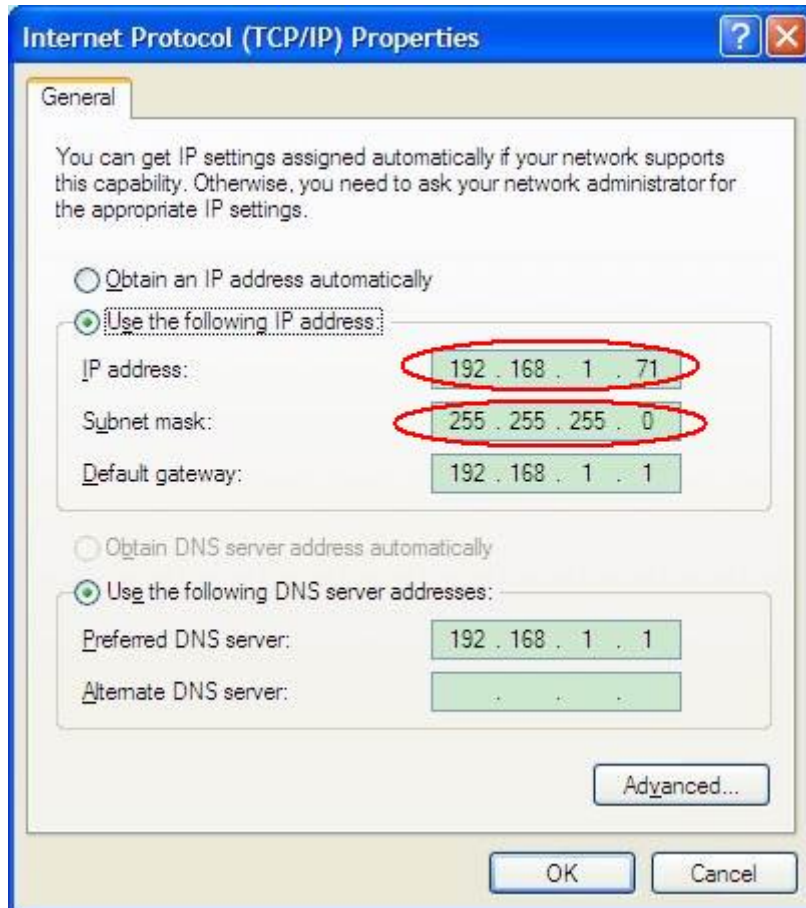 Internet Protocol (TCP/IP) Properties
General
You can get IP settings assigned automatically if your network supports
this capability. Otherwise, you need to ask your network administrator for
the appropriate IP settings.
Obtain an IP address automatically
Use the following IP address:
IP address: 192 . 168 . 1 . 71
Subnet mask: 255 . 255 . 255 . 0
Default gateway: 192 . 168 . 1 . 1
Obtain DNS server address automatically
Use the following DNS server addresses:
Preferred DNS server: 192 . 168 . 1 . 1
Alternate DNS server: . . .
Advanced...
OK Cancel